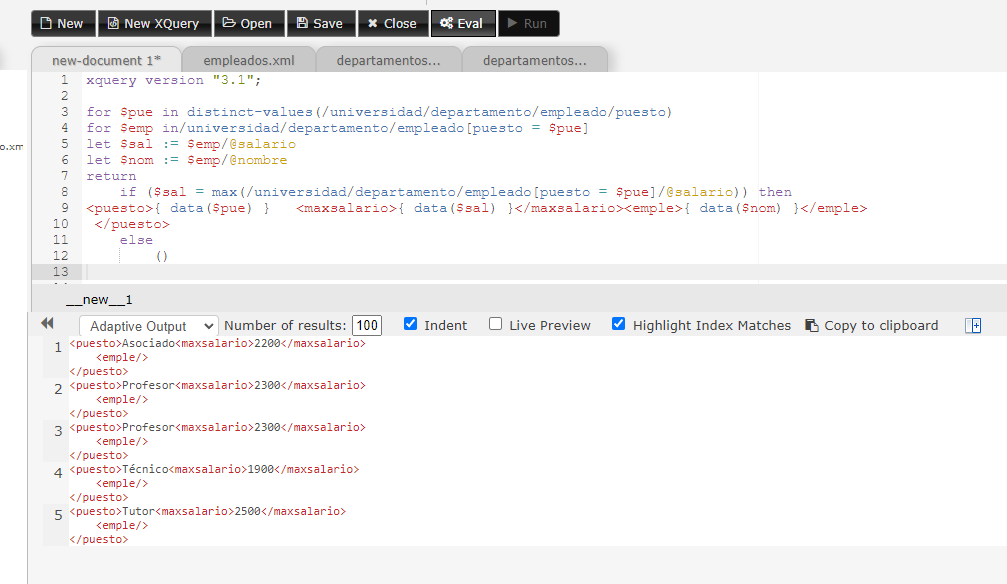 New New XQuery Open Save Close Eval Run
new-document 1* empleados.xml departamentos... departamentos...
1 xquery version "3.1";
2
3 for $pue in distinct-values(/universidad/departamento/empleado/puesto)
4 for $emp in/universidad/departamento/empleado[puesto = $pue]
o.xm
5 let $sal := $emp/@salario
6 let $nom := $emp/@nombre
7 return
8 if ($sal = max(/universidad/departamento/empleado[puesto = $pue]/@salario)) then
9 <puesto>{ data($pue) } <maxsalario>{ data($sal) }</maxsalario><emple>{ data($nom) }</emple>
10 </puesto>
11 else
12 ()
13
__new__1
Adaptive Output Number of results: 100 Indent Live Preview Highlight Index Matches Copy to clipboard
1 <puesto>Asociado<maxsalario>2200</maxsalario>
<emple/>
</puesto>
2 <puesto>Profesor<maxsalario>2300</maxsalario>
<emple/>
</puesto>
3 <puesto>Profesor<maxsalario>2300</maxsalario>
<emple/>
</puesto>
4 <puesto>Técnico<maxsalario>1900</maxsalario>
<emple/>
</puesto>
5 <puesto>Tutor<maxsalario>2500</maxsalario>
<emple/>
</puesto>